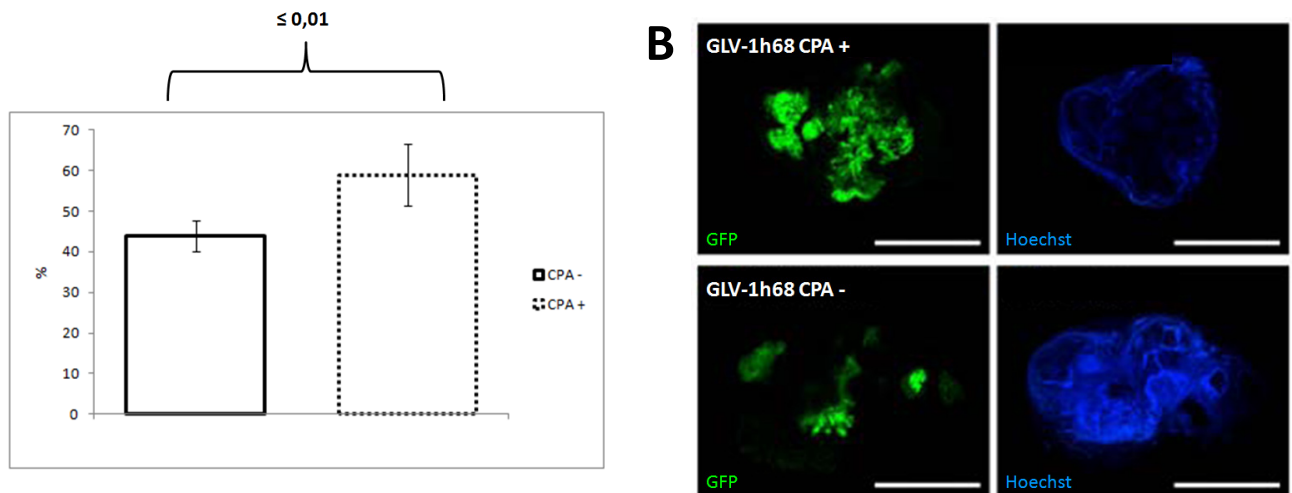 ≤ 0,01
70
60
50
40
30
20
10
0
%
CPA -
CPA +
B
GLV-1h68 CPA +
GFP
Hoechst
GLV-1h68 CPA -
GFP
Hoechst